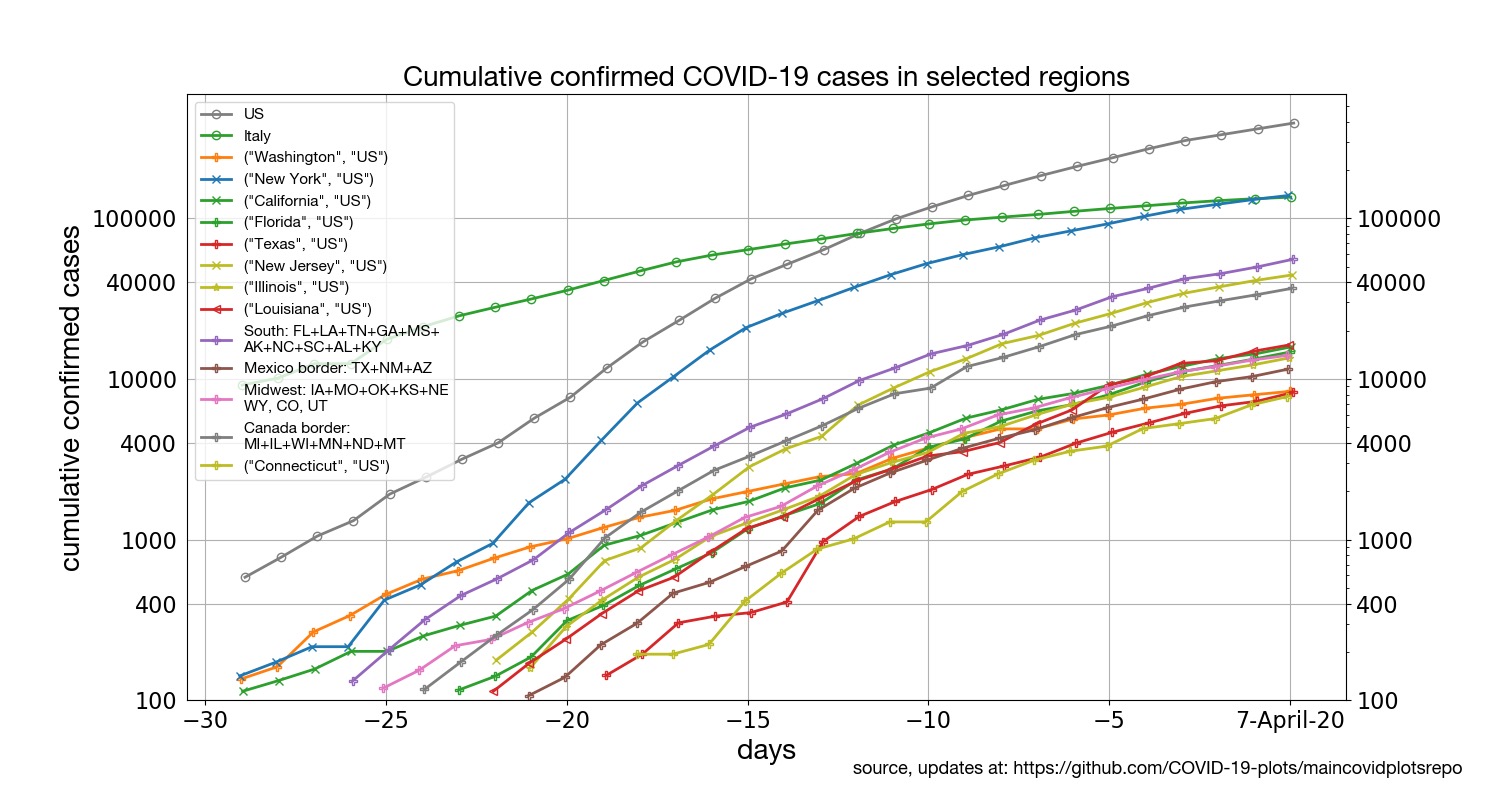 Cumulative confirmed COVID-19 cases in selected regions
US
Italy
("Washington", "US")
("New York", "US")
("California", "US")
("Florida", "US")
("Texas", "US")
("New Jersey", "US")
("Illinois", "US")
("Louisiana", "US")
South: FL+LA+TN+GA+MS+
AK+NC+SC+AL+KY
Mexico border: TX+NM+AZ
Midwest: IA+MO+OK+KS+NE
WY, CO, UT
Canada border:
MI+IL+WI+MN+ND+MT
("Connecticut", "US")
cumulative confirmed cases
100000
40000
10000
4000
1000
400
100
100000
40000
10000
4000
1000
400
100
−30
−25
−20
−15
−10
−5
7-April-20
days
source, updates at: https://github.com/COVID-19-plots/maincovidplotsrepo